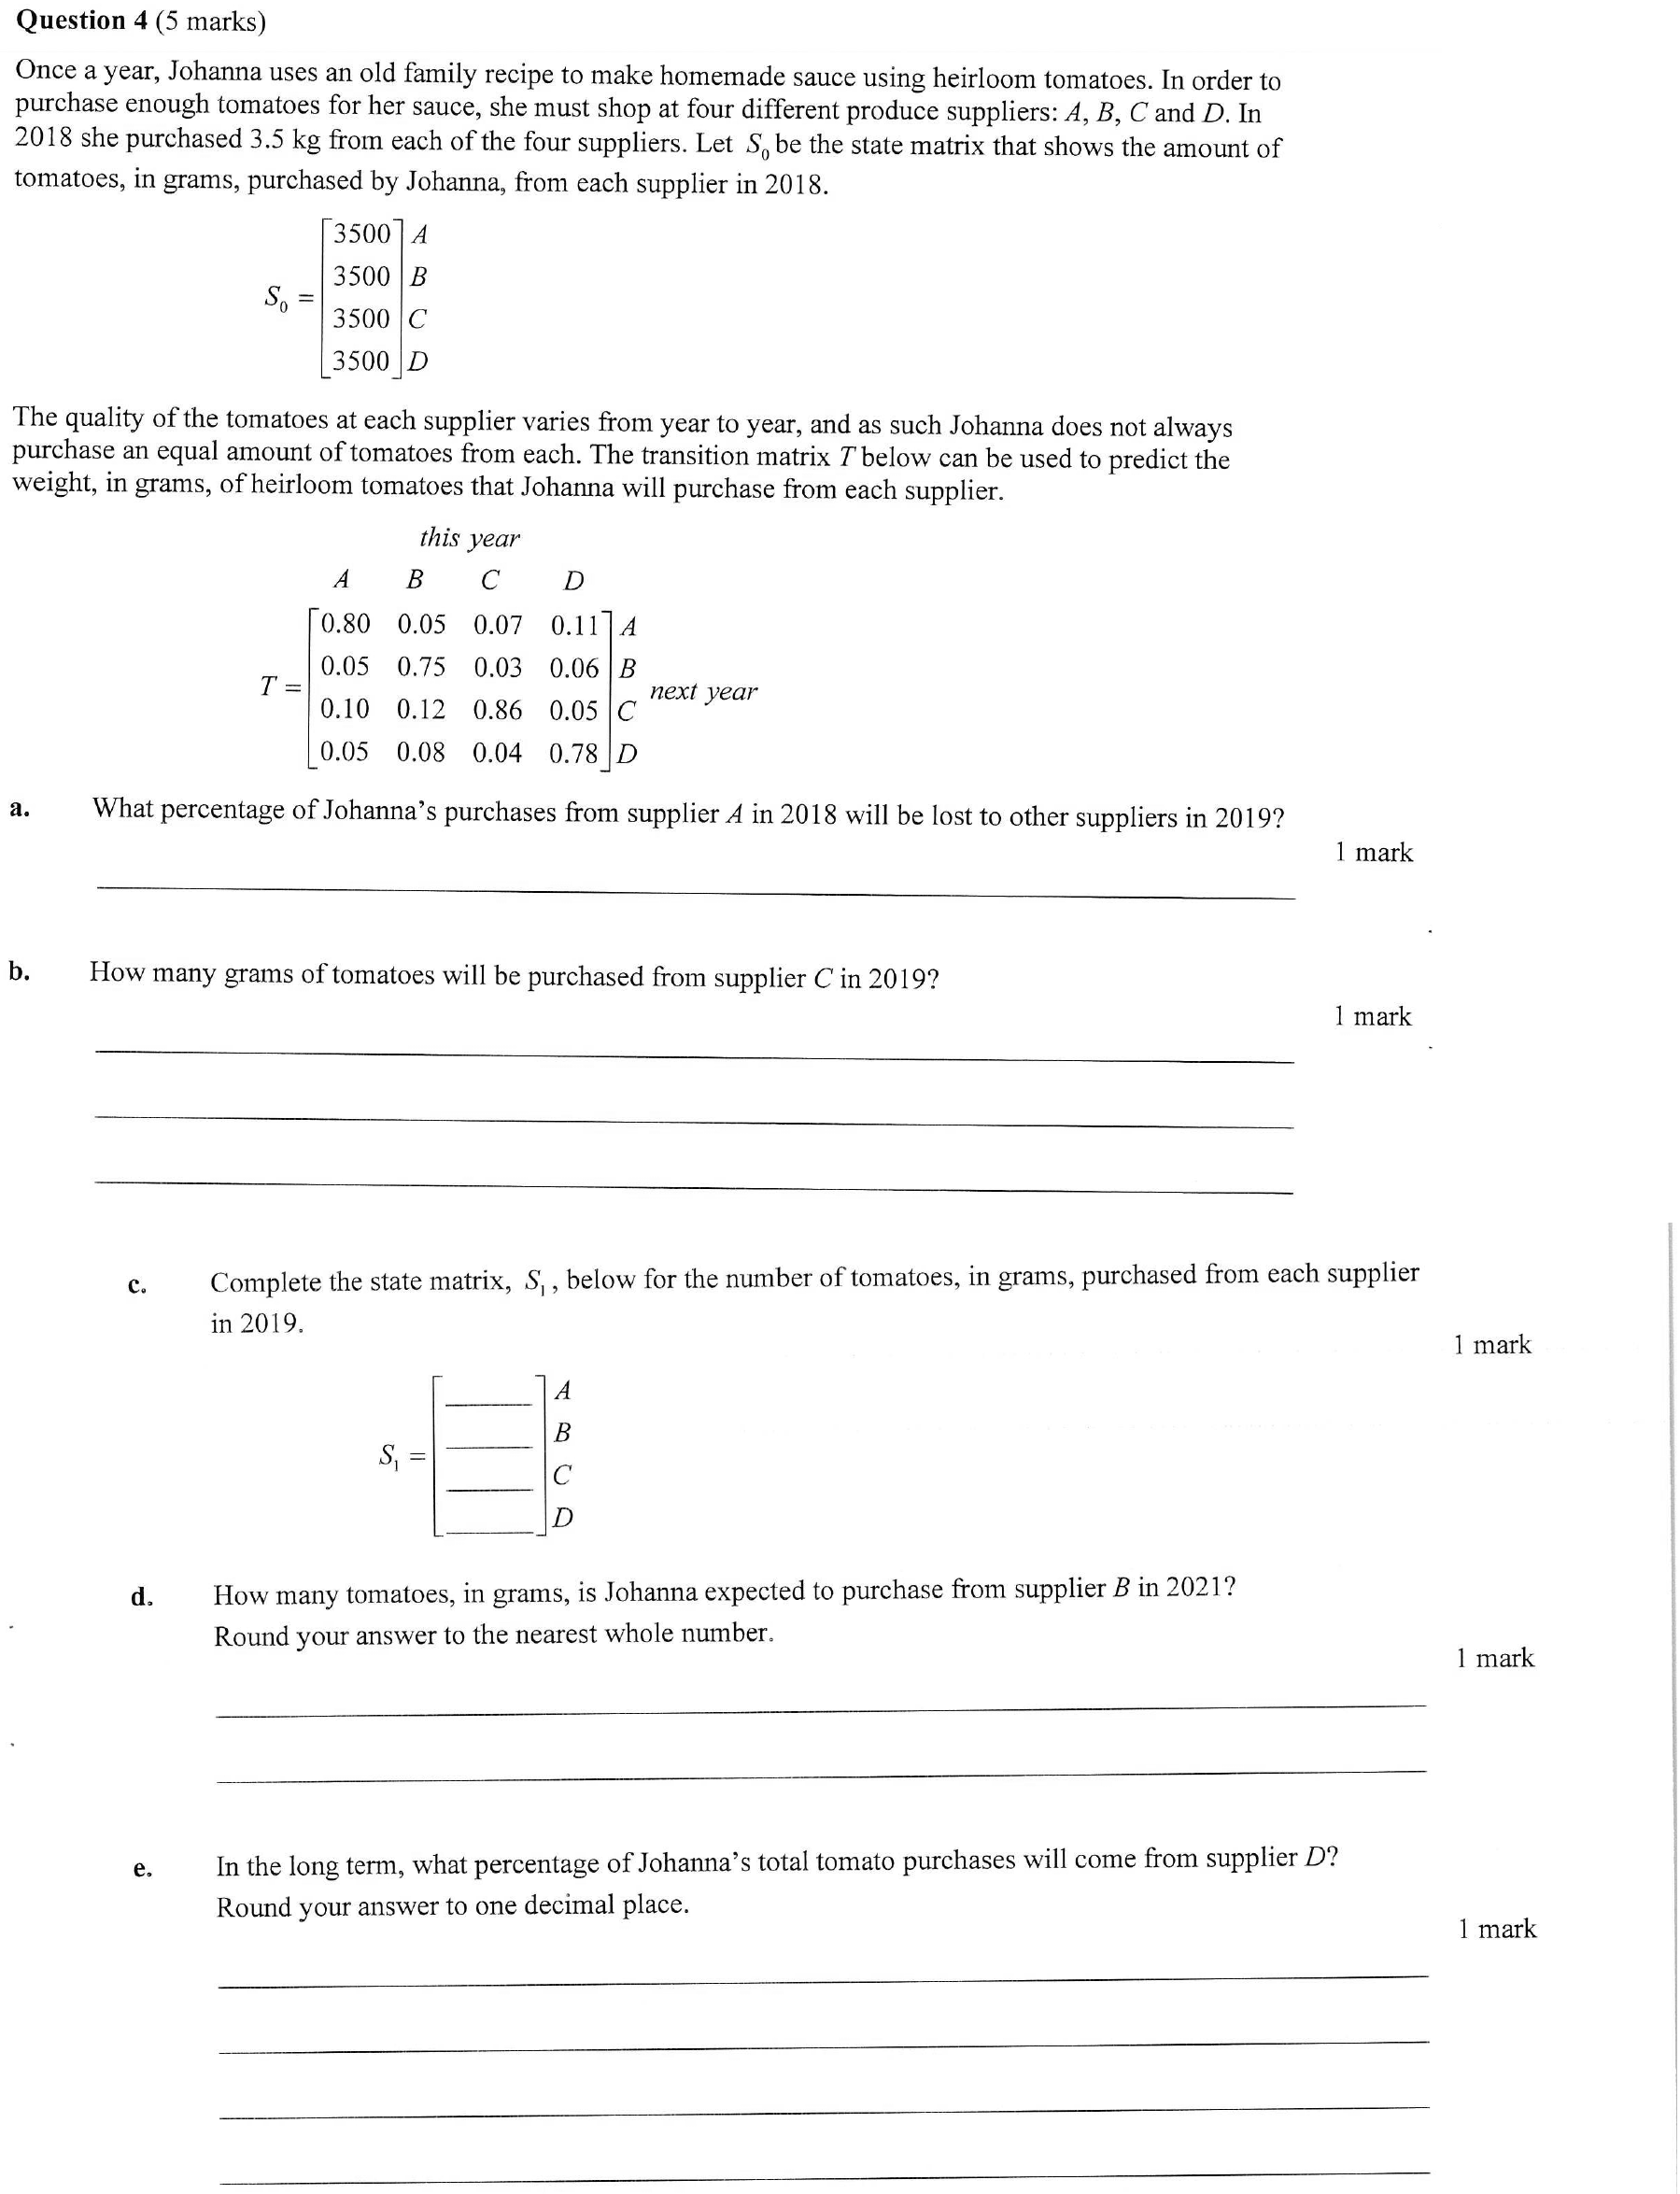 Question 4 (5 marks)
Once a year, Johanna uses an old family recipe to make homemade sauce using heirloom tomatoes. In order to
purchase enough tomatoes for her sauce, she must shop at four different produce suppliers: A, B, C and D. In
2018 she purchased 3.5 kg from each of the four suppliers. Let S₀ be the state matrix that shows the amount of
tomatoes, in grams, purchased by Johanna, from each supplier in 2018.
3500 A
3500 B
S₀ =
3500 C
3500 D
The quality of the tomatoes at each supplier varies from year to year, and as such Johanna does not always
purchase an equal amount of tomatoes from each. The transition matrix T below can be used to predict the
weight, in grams, of heirloom tomatoes that Johanna will purchase from each supplier.
this year
A B C D
0.80 0.05 0.07 0.11 A
0.05 0.75 0.03 0.06 B
T = next year
0.10 0.12 0.86 0.05 C
0.05 0.08 0.04 0.78 D
a. What percentage of Johanna's purchases from supplier A in 2018 will be lost to other suppliers in 2019?
1 mark
b. How many grams of tomatoes will be purchased from supplier C in 2019?
1 mark
c. Complete the state matrix, S₁, below for the number of tomatoes, in grams, purchased from each supplier
in 2019.
1 mark
A
B
S₁ =
C
D
d. How many tomatoes, in grams, is Johanna expected to purchase from supplier B in 2021?
Round your answer to the nearest whole number.
1 mark
e. In the long term, what percentage of Johanna's total tomato purchases will come from supplier D?
Round your answer to one decimal place.
1 mark